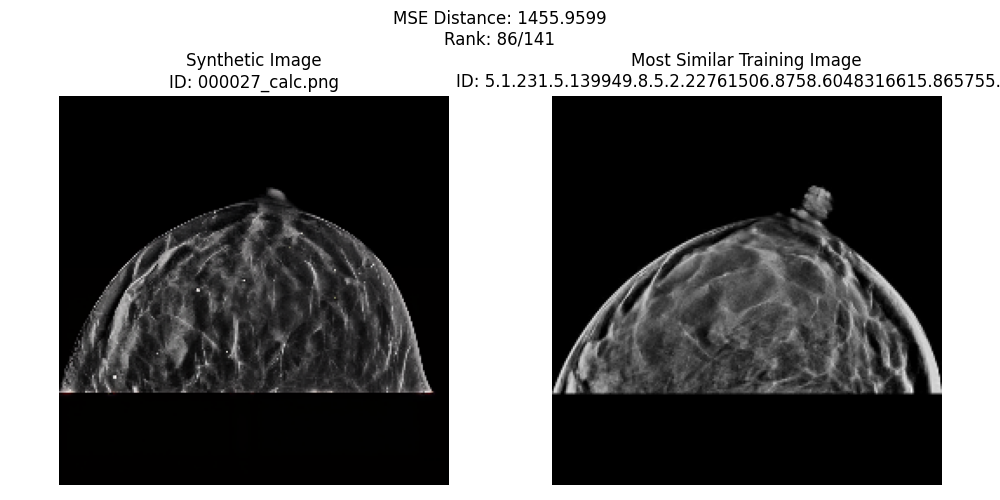 MSE Distance: 1455.9599
Rank: 86/141
Synthetic Image
ID: 000027_calc.png
Most Similar Training Image
ID: 5.1.231.5.139949.8.5.2.22761506.8758.6048316615.865755.